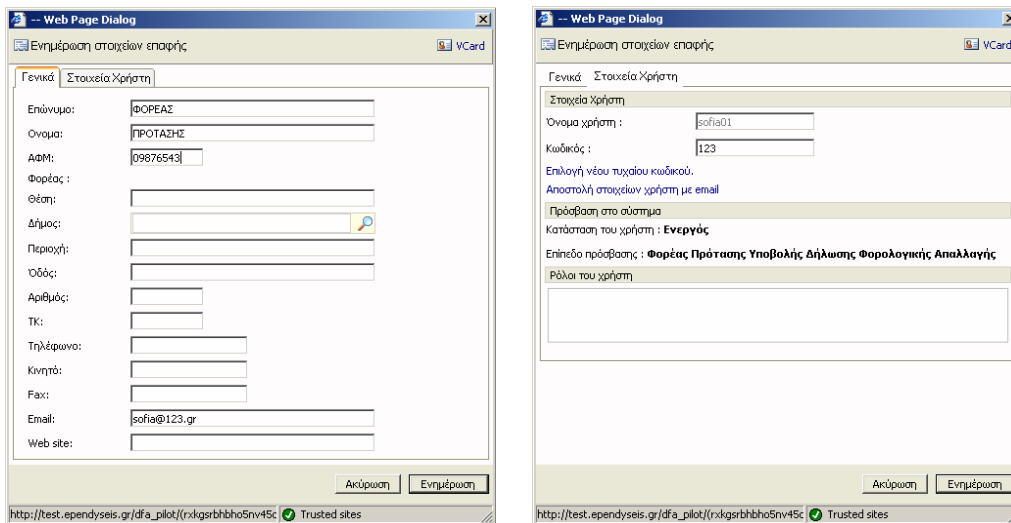 -- Web Page Dialog
Ενημέρωση στοιχείων επαφής
VCard
Γενικά
Στοιχεία Χρήστη
Επώνυμο: ΦΟΡΕΑΣ
Ονομα: ΠΡΟΤΑΣΗΣ
ΑΦΜ: 09876543
Φορέας :
Θέση:
Δήμος:
Περιοχή:
Όδός:
Αριθμός:
ΤΚ:
Τηλέφωνο:
Κινητό:
Fax:
Email: sofia@123.gr
Web site:
Ακύρωση
Ενημέρωση
http://test.ependyseis.gr/dfa_pilot/(rxkgsrbhbho5nv45c
Trusted sites
-- Web Page Dialog
Ενημέρωση στοιχείων επαφής
VCard
Γενικά
Στοιχεία Χρήστη
Στοιχεία Χρήστη
Όνομα χρήστη : sofia01
Κωδικός : 123
Επιλογή νέου τυχαίου κωδικού.
Αποστολή στοιχείων χρήστη με email
Πρόσβαση στο σύστημα
Κατάσταση του χρήστη : Ενεργός
Επίπεδο πρόσβασης : Φορέας Πρότασης Υποβολής Δήλωσης Φορολογικής Απαλλαγής
Ρόλοι του χρήστη
Ακύρωση
Ενημέρωση
http://test.ependyseis.gr/dfa_pilot/(rxkgsrbhbho5nv45c
Trusted sites